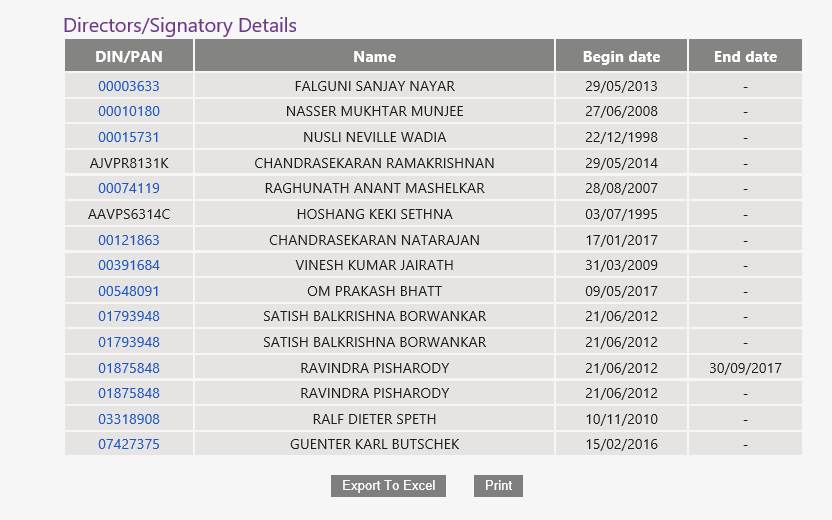 Directors/Signatory Details
DIN/PAN Name Begin date End date
00003633 FALGUNI SANJAY NAYAR 29/05/2013 -
00010180 NASSER MUKHTAR MUNJEE 27/06/2008 -
00015731 NUSLI NEVILLE WADIA 22/12/1998 -
AJVPR8131K CHANDRASEKARAN RAMAKRISHNAN 29/05/2014 -
00074119 RAGHUNATH ANANT MASHELKAR 28/08/2007 -
AAVPS6314C HOSHANG KEKI SETHNA 03/07/1995 -
00121863 CHANDRASEKARAN NATARAJAN 17/01/2017 -
00391684 VINESH KUMAR JAIRATH 31/03/2009 -
00548091 OM PRAKASH BHATT 09/05/2017 -
01793948 SATISH BALKRISHNA BORWANKAR 21/06/2012 -
01793948 SATISH BALKRISHNA BORWANKAR 21/06/2012 -
01875848 RAVINDRA PISHARODY 21/06/2012 30/09/2017
01875848 RAVINDRA PISHARODY 21/06/2012 -
03318908 RALF DIETER SPETH 10/11/2010 -
07427375 GUENTER KARL BUTSCHEK 15/02/2016 -
Export To Excel Print